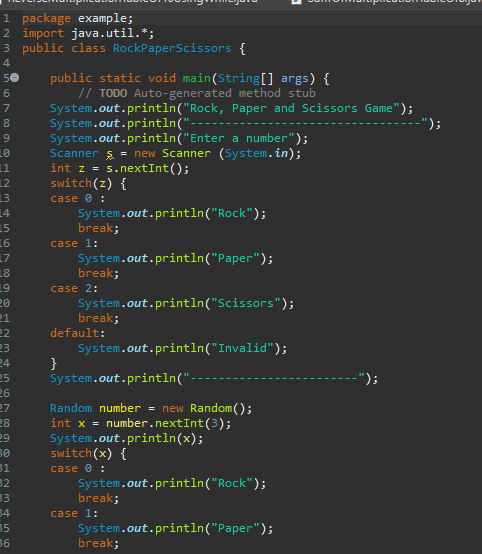 1 package example;
2 import java.util.*;
3 public class RockPaperScissors {
4
5 public static void main(String[] args) {
6 // TODO Auto-generated method stub
7 System.out.println("Rock, Paper and Scissors Game");
8 System.out.println("---------------------------------");
9 System.out.println("Enter a number");
10 Scanner s = new Scanner (System.in);
11 int z = s.nextInt();
12 switch(z) {
13 case 0 :
14 System.out.println("Rock");
15 break;
16 case 1:
17 System.out.println("Paper");
18 break;
19 case 2:
20 System.out.println("Scissors");
21 break;
22 default:
23 System.out.println("Invalid");
24 }
25 System.out.println("------------------------");
26
27 Random number = new Random();
28 int x = number.nextInt(3);
29 System.out.println(x);
30 switch(x) {
31 case 0 :
32 System.out.println("Rock");
33 break;
34 case 1:
35 System.out.println("Paper");
36 break;